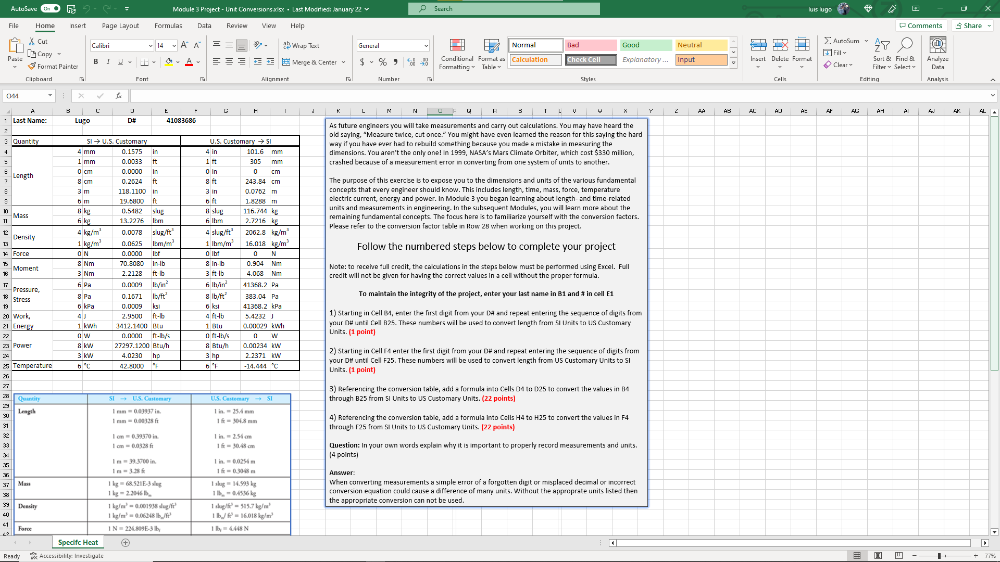 AutoSave On
Module 3 Project - Unit Conversions.xlsx • Last Modified: January 22
Search
luis lugo
File Home Insert Page Layout Formulas Data Review View Help
Comments Share
Paste
Cut
Copy
Format Painter
Clipboard
Calibri 14
B I U
Font
Wrap Text
Merge & Center
Alignment
General
$ % 9
Number
Conditional Formatting
Format as Table
Normal Bad Good Neutral
Calculation Check Cell Explanatory ... Input
Styles
Insert Delete Format
Cells
AutoSum
Fill
Clear
Sort & Filter
Find & Select
Editing
Analyze Data
Analysis
O44
fx
A B C D E F G H I J K L M N O Q R S T V W X Y Z AA AB AC AD AE AF AG AH AI AJ AK AL
1 Last Name: Lugo D# 41083686
2
3 Quantity SI → U.S. Customary U.S. Customary → SI
4 4 mm 0.1575 in 4 in 101.6 mm
5 1 mm 0.0033 ft 1 ft 305 mm
6 0 cm 0.0000 in 0 in 0 cm
Length
7 8 cm 0.2624 ft 8 ft 243.84 cm
8 3 m 118.1100 in 3 in 0.0762 m
9 6 m 19.6800 ft 6 ft 1.8288 m
10 8 kg 0.5482 slug 8 slug 116.744 kg
Mass
11 6 kg 13.2276 lbm 6 lbm 2.7216 kg
12 4 kg/m³ 0.0078 slug/ft³ 4 slug/ft³ 2062.8 kg/m³
Density
13 1 kg/m³ 0.0625 lbm/m³ 1 lbm/m³ 16.018 kg/m³
14 Force 0 N 0.0000 lbf 0 lbf 0 N
15 8 Nm 70.8080 in-lb 8 in-lb 0.904 Nm
Moment
16 3 Nm 2.2128 ft-lb 3 ft-lb 4.068 Nm
17 6 Pa 0.0009 lb/in² 6 lb/in² 41368.2 Pa
Pressure,
18 8 Pa 0.1671 lb/ft² 8 lb/ft² 383.04 Pa
Stress
19 6 kPa 0.0009 ksi 6 ksi 41368.2 kPa
20 Work, 4 J 2.9500 ft-lb 4 ft-lb 5.4232 J
21 Energy 1 kWh 3412.1400 Btu 1 Btu 0.00029 kWh
22 0 W 0.0000 ft-lb/s 0 ft-lb/s 0 W
23 Power 8 kW 27297.1200 Btu/h 8 Btu/h 0.00234 kW
24 3 kW 4.0230 hp 3 hp 2.2371 kW
25 Temperature 6 °C 42.8000 °F 6 °F -14.444 °C
26
27
28 Quantity SI → U.S. Customary U.S. Customary → SI
29
Length 1 mm = 0.03937 in. 1 in. = 25.4 mm
30
1 mm = 0.00328 ft 1 ft = 304.8 mm
31
32 1 cm = 0.39370 in. 1 in. = 2.54 cm
33 1 cm = 0.0328 ft 1 ft = 30.48 cm
34
1 m = 39.3700 in. 1 in. = 0.0254 m
35
1 m = 3.28 ft 1 ft = 0.3048 m
36
37 Mass 1 kg = 68.521E-3 slug 1 slug = 14.593 kg
38 1 kg = 2.2046 lbm 1 lbm = 0.4536 kg
39 Density 1 kg/m³ = 0.001938 slug/ft³ 1 slug/ft³ = 515.7 kg/m³
40 1 kg/m³ = 0.06248 lbm/ft³ 1 lbm/ ft³ = 16.018 kg/m³
41 Force 1 N = 224.809E-3 lbf 1 lbf = 4.448 N
42
As future engineers you will take measurements and carry out calculations. You may have heard the
old saying, “Measure twice, cut once.” You might have even learned the reason for this saying the hard
way if you have ever had to rebuild something because you made a mistake in measuring the
dimensions. You aren’t the only one! In 1999, NASA’s Mars Climate Orbiter, which cost $330 million,
crashed because of a measurement error in converting from one system of units to another.
The purpose of this exercise is to expose you to the dimensions and units of the various fundamental
concepts that every engineer should know. This includes length, time, mass, force, temperature
electric current, energy and power. In Module 3 you began learning about length- and time-related
units and measurements in engineering. In the subsequent Modules, you will learn more about the
remaining fundamental concepts. The focus here is to familiarize yourself with the conversion factors.
Please refer to the conversion factor table in Row 28 when working on this project.
Follow the numbered steps below to complete your project
Note: to receive full credit, the calculations in the steps below must be performed using Excel. Full
credit will not be given for having the correct values in a cell without the proper formula.
To maintain the integrity of the project, enter your last name in B1 and # in cell E1
1) Starting in Cell B4, enter the first digit from your D# and repeat entering the sequence of digits from
your D# until Cell B25. These numbers will be used to convert length from SI Units to US Customary
Units. (1 point)
2) Starting in Cell F4 enter the first digit from your D# and repeat entering the sequence of digits from
your D# until Cell F25. These numbers will be used to convert length from US Customary Units to SI
Units. (1 point)
3) Referencing the conversion table, add a formula into Cells D4 to D25 to convert the values in B4
through B25 from SI Units to US Customary Units. (22 points)
4) Referencing the conversion table, add a formula into Cells H4 to H25 to convert the values in F4
through F25 from SI Units to US Customary Units. (22 points)
Question: In your own words explain why it is important to properly record measurements and units.
(4 points)
Answer:
When converting measurements a simple error of a forgotten digit or misplaced decimal or incorrect
conversion equation could cause a difference of many units. Without the approprate units listed then
the appropriate conversion can not be used.
Specifc Heat
Ready Accessibility: Investigate
77%